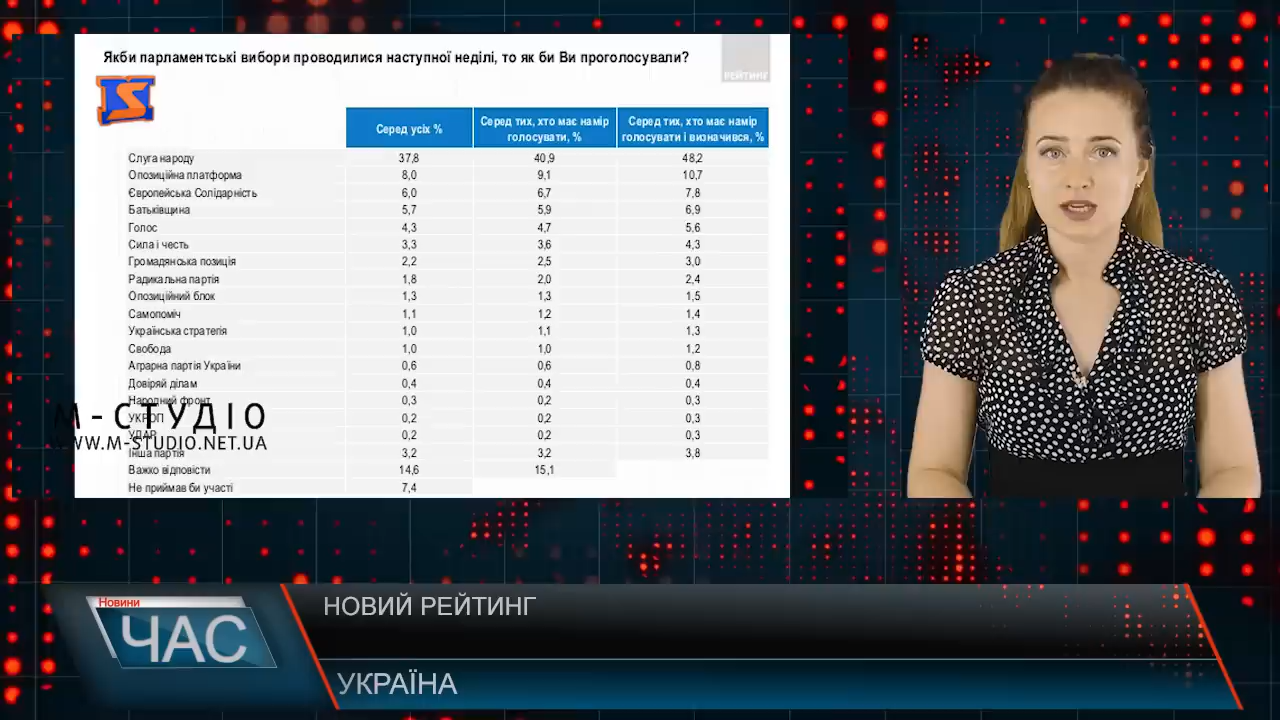 Якби парламентські вибори проводилися наступної неділі, то як би Ви проголосували?
РЕЙТИНГ
Серед усіх % Серед тих, хто має намір голосувати, % Серед тих, хто має намір голосувати і визначився, %
Слуга народу 37,8 40,9 48,2
Опозиційна платформа 8,0 9,1 10,7
Європейська Солідарність 6,0 6,7 7,8
Батьківщина 5,7 5,9 6,9
Голос 4,3 4,7 5,6
Сила і честь 3,3 3,6 4,3
Громадянська позиція 2,2 2,5 3,0
Радикальна партія 1,8 2,0 2,4
Опозиційний блок 1,3 1,3 1,5
Самопоміч 1,1 1,2 1,4
Українська стратегія 1,0 1,1 1,3
Свобода 1,0 1,0 1,2
Аграрна партія України 0,6 0,6 0,8
Довіряй ділам 0,4 0,4 0,4
Народний фронт 0,3 0,2 0,3
УКРОП 0,2 0,2 0,3
УДАР 0,2 0,2 0,3
Інша партія 3,2 3,2 3,8
Важко відповісти 14,6 15,1
Не приймав би участі 7,4
М-СТУДІО
WWW.M-STUDIO.NET.UA
Новини
ЧАС
НОВИЙ РЕЙТИНГ
УКРАЇНА